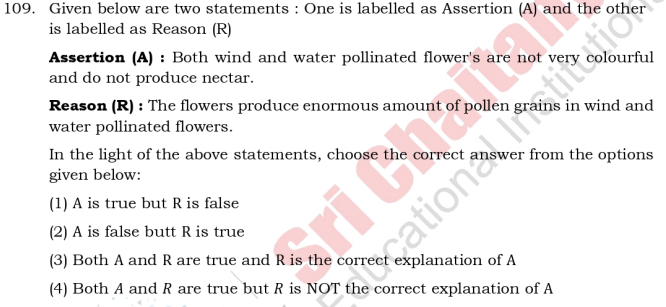 109. Given below are two statements : One is labelled as Assertion (A) and the other
is labelled as Reason (R)
Assertion (A) : Both wind and water pollinated flower's are not very colourful
and do not produce nectar.
Reason (R) : The flowers produce enormous amount of pollen grains in wind and
water pollinated flowers.
In the light of the above statements, choose the correct answer from the options
given below:
(1) A is true but R is false
(2) A is false butt R is true
(3) Both A and R are true and R is the correct explanation of A
(4) Both A and R are true but R is NOT the correct explanation of A
Sri Chaitan
Educational Institution